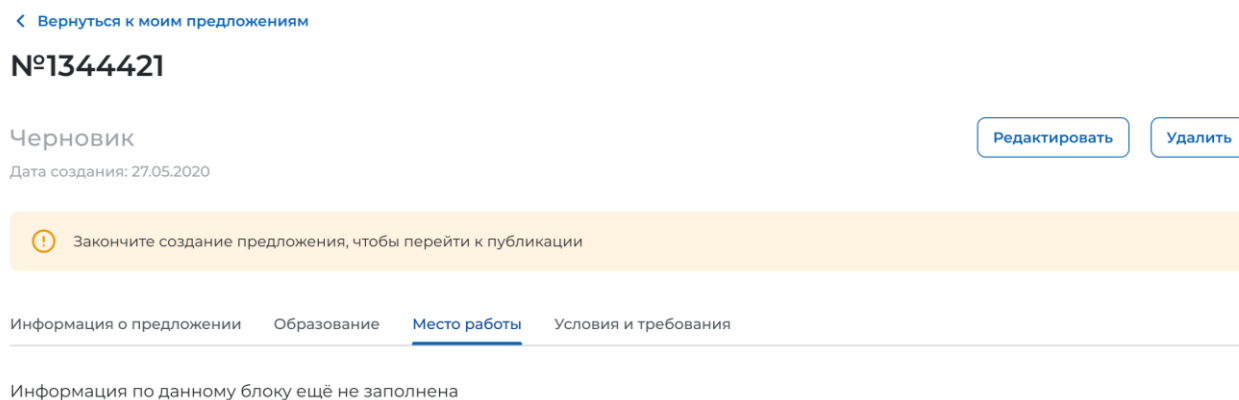 Вернуться к моим предложениям
№1344421
Черновик
Редактировать Удалить
Дата создания: 27.05.2020
Закончите создание предложения, чтобы перейти к публикации
Информация о предложении Образование Место работы Условия и требования
Информация по данному блоку ещё не заполнена